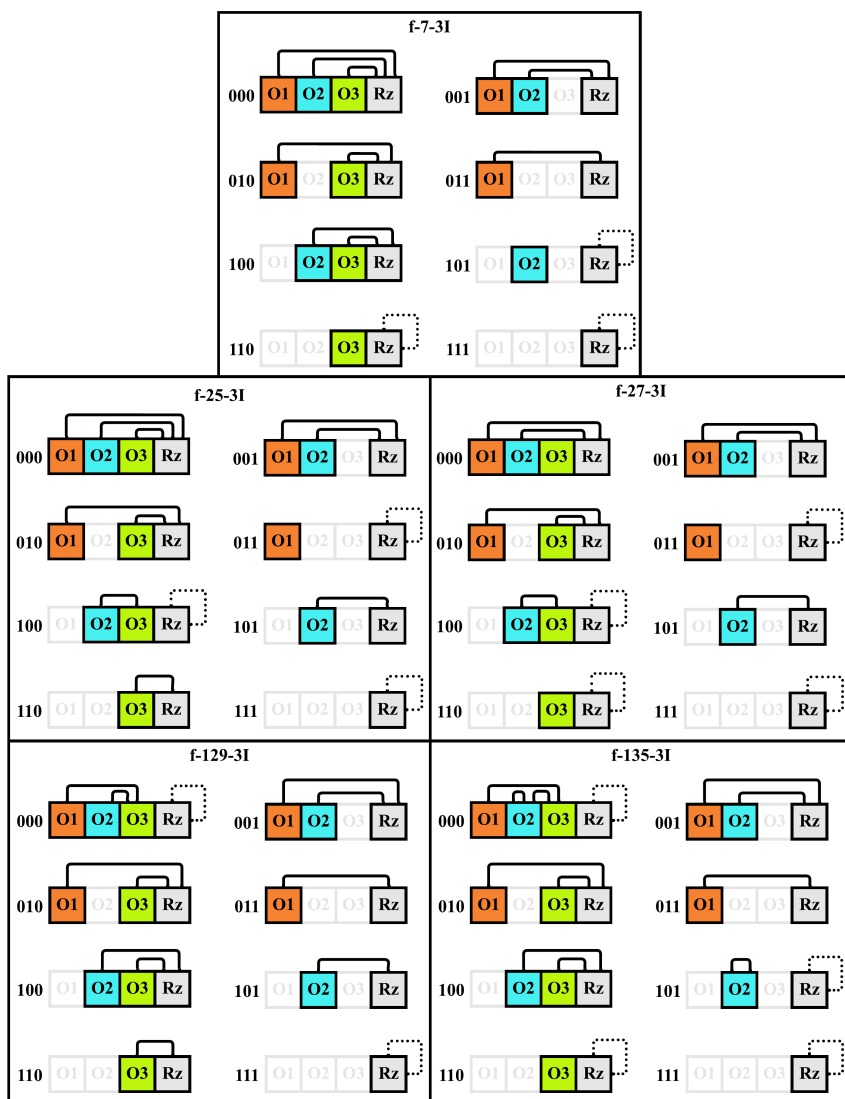 f-7-3I
000 O1 O2 O3 Rz 001 O1 O2 O3 Rz
010 O1 O2 O3 Rz 011 O1 O2 O3 Rz
100 O1 O2 O3 Rz 101 O1 O2 O3 Rz
110 O1 O2 O3 Rz 111 O1 O2 O3 Rz
f-25-3I
000 O1 O2 O3 Rz 001 O1 O2 O3 Rz
010 O1 O2 O3 Rz 011 O1 O2 O3 Rz
100 O1 O2 O3 Rz 101 O1 O2 O3 Rz
110 O1 O2 O3 Rz 111 O1 O2 O3 Rz
f-27-3I
000 O1 O2 O3 Rz 001 O1 O2 O3 Rz
010 O1 O2 O3 Rz 011 O1 O2 O3 Rz
100 O1 O2 O3 Rz 101 O1 O2 O3 Rz
110 O1 O2 O3 Rz 111 O1 O2 O3 Rz
f-129-3I
000 O1 O2 O3 Rz 001 O1 O2 O3 Rz
010 O1 O2 O3 Rz 011 O1 O2 O3 Rz
100 O1 O2 O3 Rz 101 O1 O2 O3 Rz
110 O1 O2 O3 Rz 111 O1 O2 O3 Rz
f-135-3I
000 O1 O2 O3 Rz 001 O1 O2 O3 Rz
010 O1 O2 O3 Rz 011 O1 O2 O3 Rz
100 O1 O2 O3 Rz 101 O1 O2 O3 Rz
110 O1 O2 O3 Rz 111 O1 O2 O3 Rz